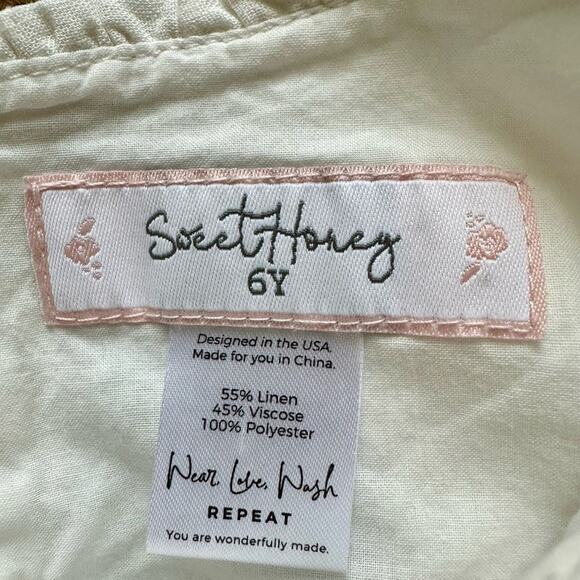 Sweet Honey
6Y
Designed in the USA.
Made for you in China.
55% Linen
45% Viscose
100% Polyester
Wear, Love, Wash
REPEAT
You are wonderfully made.